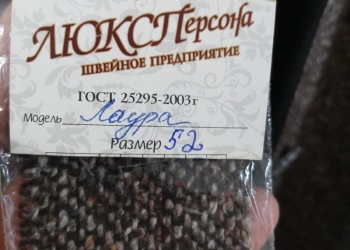 ЛЮКСПерсона
ШВЕЙНОЕ ПРЕДПРИЯТИЕ
ГОСТ 25295-2003г
Модель Лаура
Размер 52